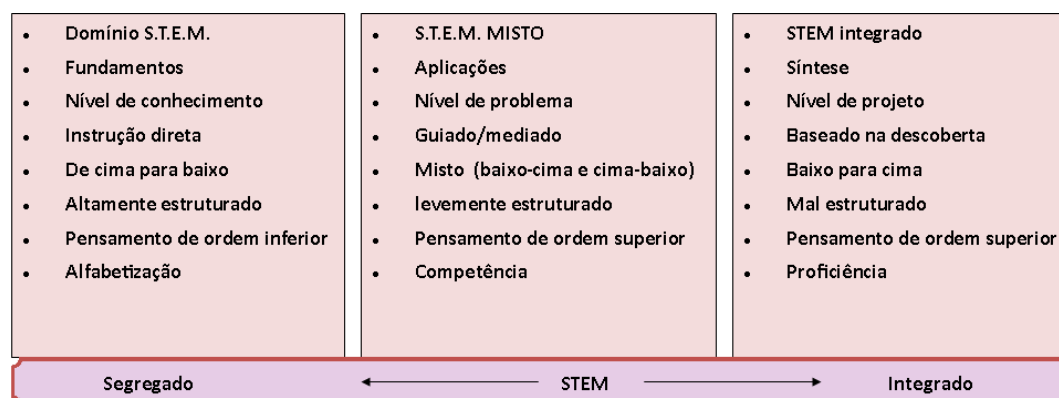 Domínio S.T.E.M.
Fundamentos
Nível de conhecimento
Instrução direta
De cima para baixo
Altamente estruturado
Pensamento de ordem inferior
Alfabetização
S.T.E.M. MISTO
Aplicações
Nível de problema
Guiado/mediado
Misto (baixo-cima e cima-baixo)
levemente estruturado
Pensamento de ordem superior
Competência
STEM integrado
Síntese
Nível de projeto
Baseado na descoberta
Baixo para cima
Mal estruturado
Pensamento de ordem superior
Proficiência
Segregado STEM Integrado